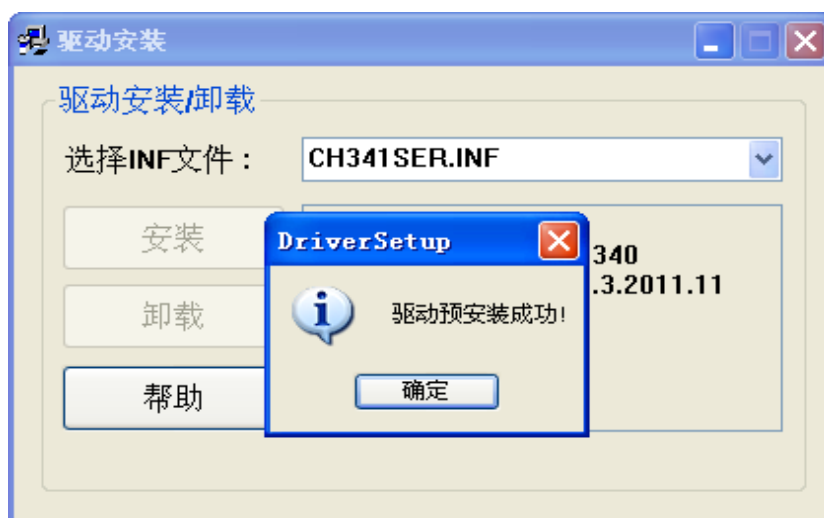 驱动安装
驱动安装/卸载
选择INF文件：
CH341SER.INF
安装
DriverSetup
340
.3.2011.11
卸载
驱动预安装成功!
帮助
确定